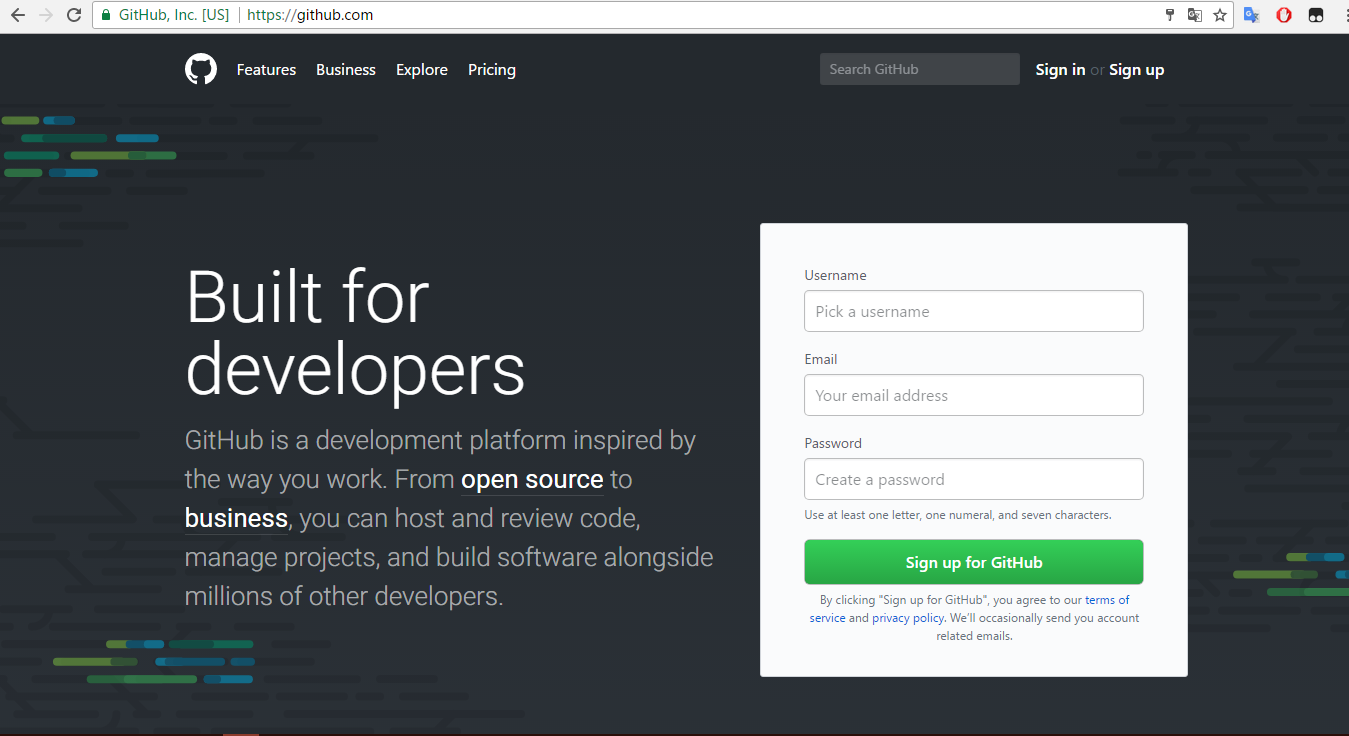 GitHub, Inc. [US] | https://github.com
Features Business Explore Pricing Search GitHub Sign in or Sign up
Built for
developers
GitHub is a development platform inspired by
the way you work. From open source to
business, you can host and review code,
manage projects, and build software alongside
millions of other developers.
Username
Pick a username
Email
Your email address
Password
Create a password
Use at least one letter, one numeral, and seven characters.
Sign up for GitHub
By clicking "Sign up for GitHub", you agree to our terms of
service and privacy policy. We’ll occasionally send you account
related emails.